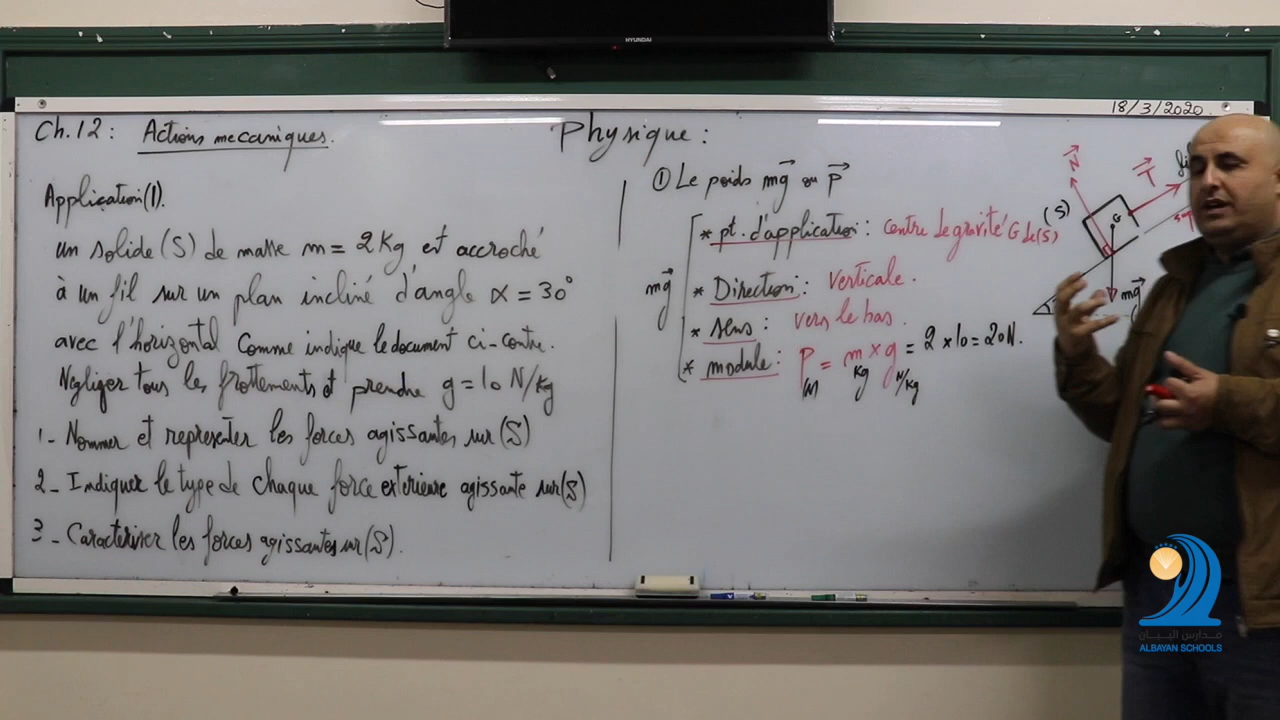 HYUNDAI
18/3/2020
Ch.12: Actions mecaniques.
Physique:
Application(1).
un solide (S) de masse m = 2 Kg est accroché
à un fil sur un plan incliné d'angle α = 30°
avec l'horizontal comme indique le document ci-contre.
Negliger tous les frottements et prendre g = 10 N/Kg
1- Nommer et representer les forces agissantes sur (S)
2- Indiquer le type de chaque force exterieure agissante sur (S)
3- Caracteriser les forces agissantes sur (S).
① Le poids mg⃗ ou P⃗
mg⃗
* pt. d'application: centre de gravité G de (S)
* Direction: verticale.
* sens: vers le bas.
* module: P = m x g = 2 x 10 = 20 N.
(N) Kg N/Kg
N⃗
T⃗
(S)
G
mg⃗
مدارس البيان
ALBAYAN SCHOOLS